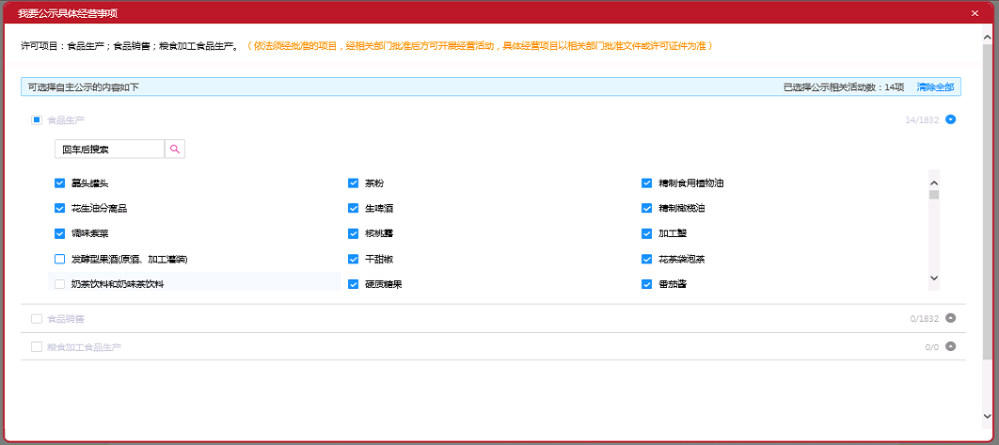 我要公示具体经营事项
许可项目：食品生产；食品销售；粮食加工食品生产。（依法须经批准的项目，经相关部门批准后方可开展经营活动，具体经营项目以相关部门批准文件或许可证件为准）
可选择自主公示的内容如下 已选择公示相关活动数：14项 清除全部
食品生产 14/1832
回车后搜索
藠头罐头 茶粉 精制食用植物油
花生油分离品 生啤酒 精制橄榄油
调味紫菜 核桃露 加工蟹
发酵型果酒(原酒、加工灌装) 干甜椒 花茶袋泡茶
奶茶饮料和奶味茶饮料 硬质糖果 番茄酱
食品销售 0/1832
粮食加工食品生产 0/0